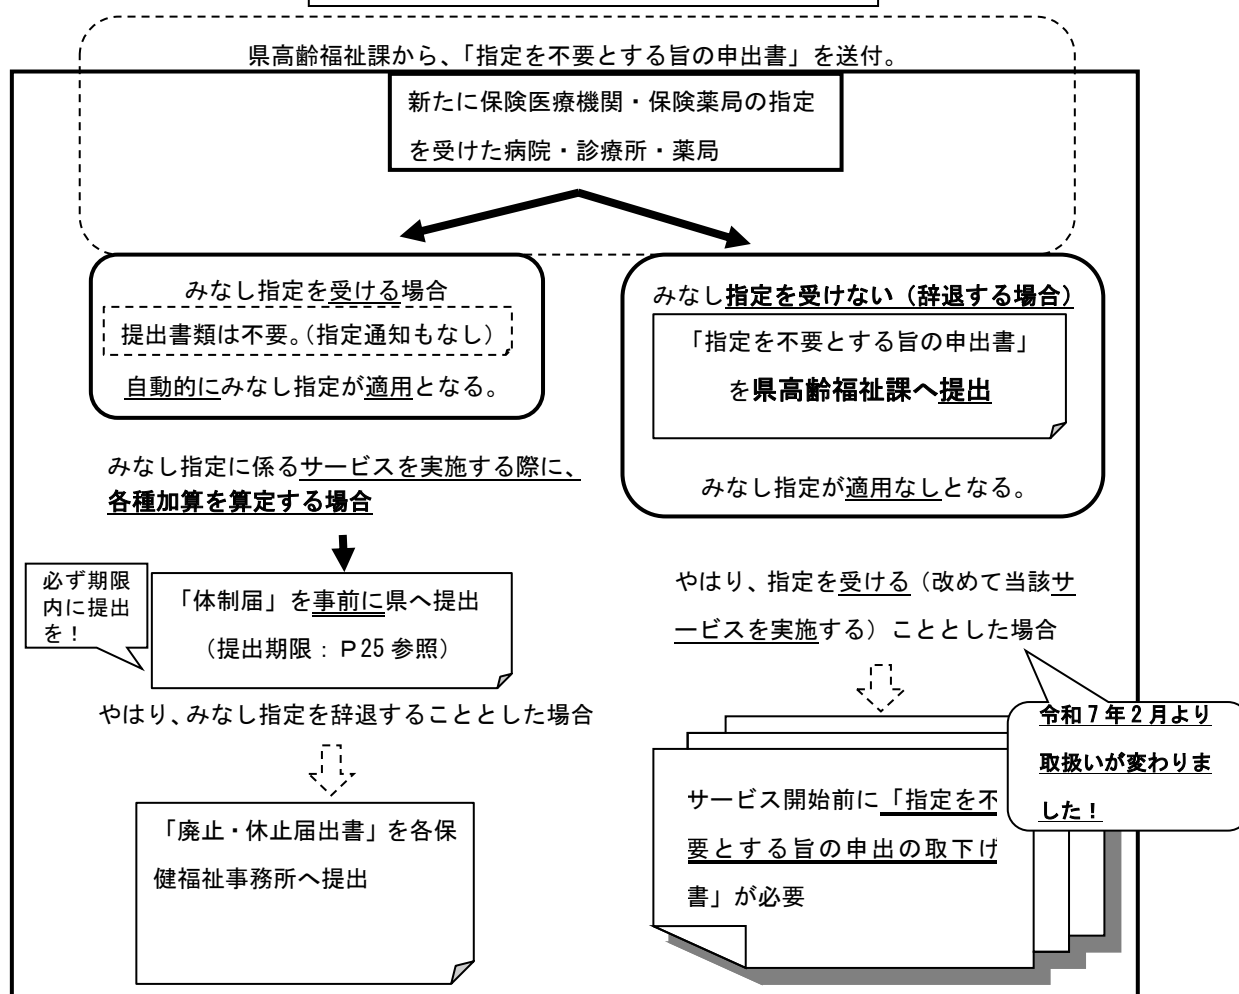 県高齢福祉課から、「指定を不要とする旨の申出書」を送付。
新たに保険医療機関・保険薬局の指定
を受けた病院・診療所・薬局
みなし指定を受ける場合
提出書類は不要。（指定通知もなし）
自動的にみなし指定が適用となる。
みなし指定を受けない（辞退する場合）
「指定を不要とする旨の申出書」
を県高齢福祉課へ提出
みなし指定が適用なしとなる。
みなし指定に係るサービスを実施する際に、
各種加算を算定する場合
必ず期限
内に提出
を！
「体制届」を事前に県へ提出
（提出期限：Ｐ25参照）
やはり、みなし指定を辞退することとした場合
「廃止・休止届出書」を各保
健福祉事務所へ提出
やはり、指定を受ける（改めて当該サ
ービスを実施する）こととした場合
令和７年２月より
取扱いが変わりま
した！
サービス開始前に「指定を不
要とする旨の申出の取下げ
書」が必要